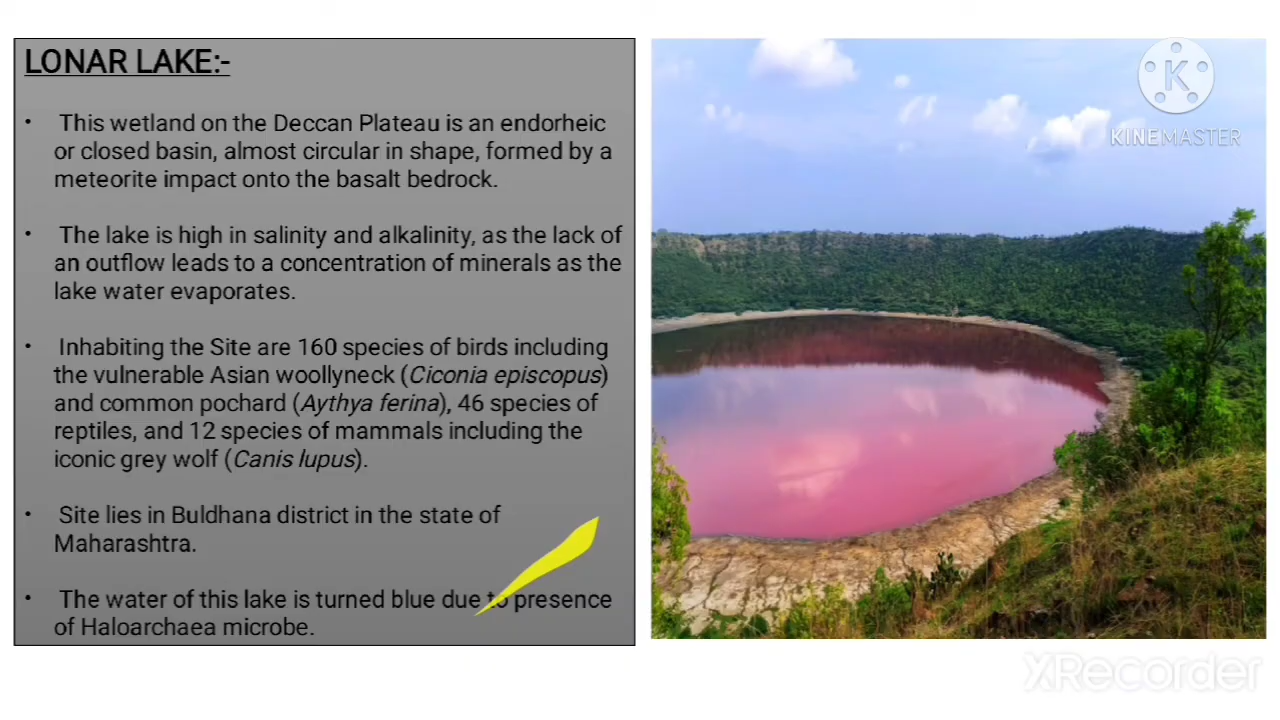 LONAR LAKE:-
• This wetland on the Deccan Plateau is an endorheic
or closed basin, almost circular in shape, formed by a
meteorite impact onto the basalt bedrock.
• The lake is high in salinity and alkalinity, as the lack of
an outflow leads to a concentration of minerals as the
lake water evaporates.
• Inhabiting the Site are 160 species of birds including
the vulnerable Asian woollyneck (Ciconia episcopus)
and common pochard (Aythya ferina), 46 species of
reptiles, and 12 species of mammals including the
iconic grey wolf (Canis lupus).
• Site lies in Buldhana district in the state of
Maharashtra.
• The water of this lake is turned blue due to presence
of Haloarchaea microbe.
K
KINEMASTER
XRecorder